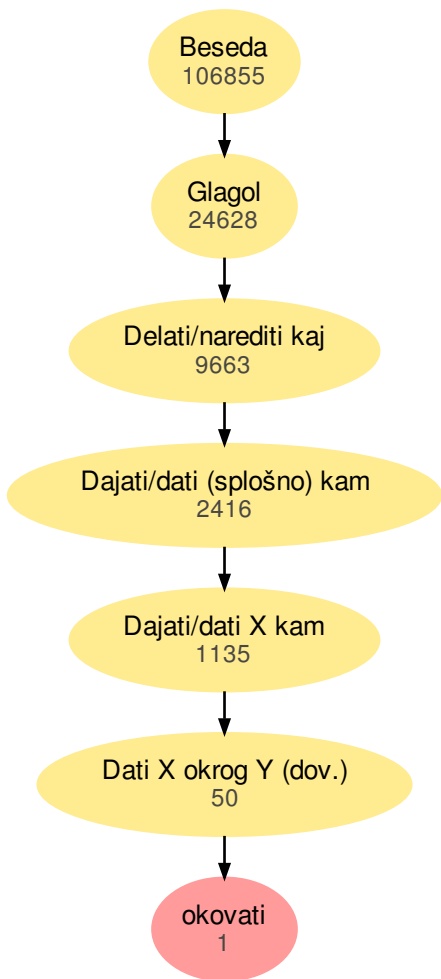 Beseda
106855
Glagol
24628
Delati/narediti kaj
9663
Dajati/dati (splošno) kam
2416
Dajati/dati X kam
1135
Dati X okrog Y (dov.)
50
okovati
1